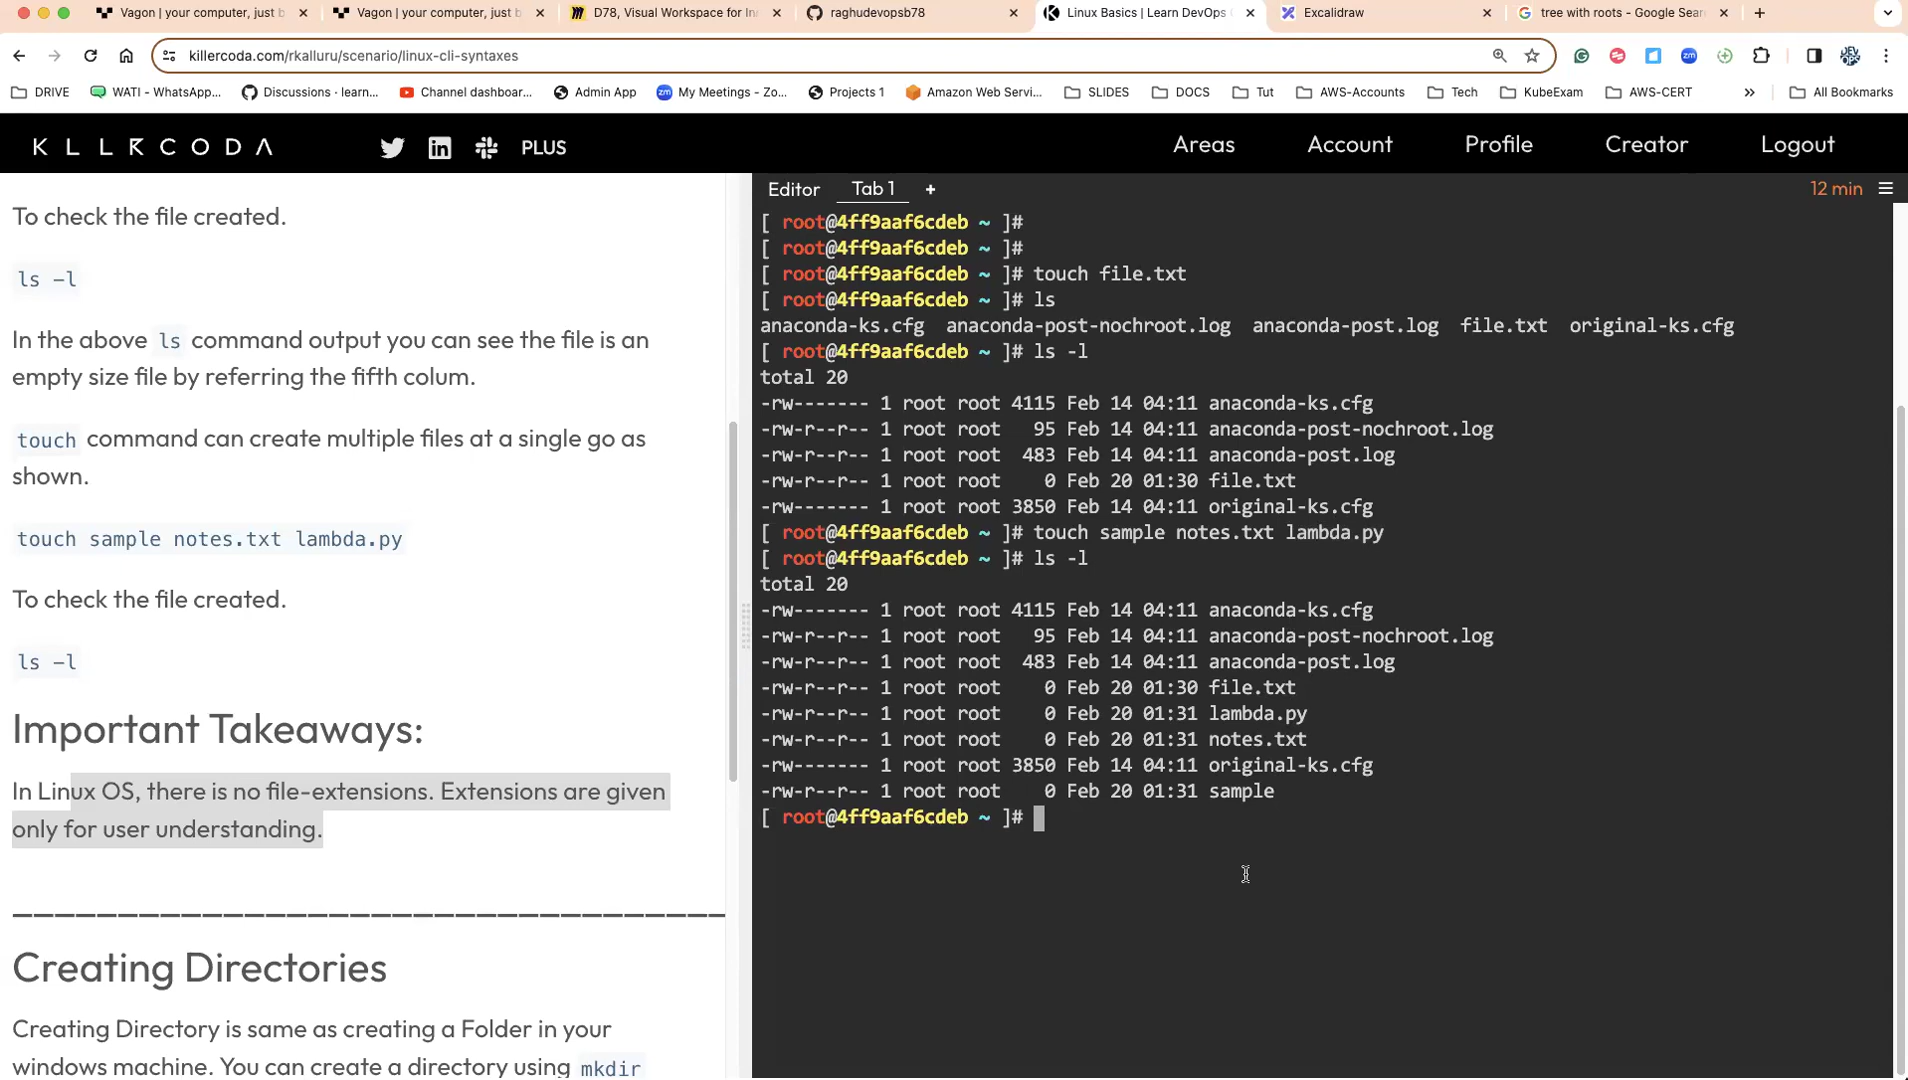 Vagon | your computer, just b
Vagon | your computer, just b
D78, Visual Workspace for In
raghudevopsb78
Linux Basics | Learn DevOps
Excalidraw
tree with roots - Google Sear
killercoda.com/rkalluru/scenario/linux-cli-syntaxes
DRIVE
WATI - WhatsApp...
Discussions · learn...
Channel dashboar...
Admin App
My Meetings - Zo...
Projects 1
Amazon Web Servi...
SLIDES
DOCS
Tut
AWS-Accounts
Tech
KubeExam
AWS-CERT
»
All Bookmarks
KLLRCODA
PLUS
Areas
Account
Profile
Creator
Logout
To check the file created.
ls -l
In the above ls command output you can see the file is an
empty size file by referring the fifth colum.
touch command can create multiple files at a single go as
shown.
touch sample notes.txt lambda.py
To check the file created.
ls -l
Important Takeaways:
In Linux OS, there is no file-extensions. Extensions are given
only for user understanding.
Creating Directories
Creating Directory is same as creating a Folder in your
windows machine. You can create a directory using mkdir
Editor
Tab 1
+
12 min
[ root@4ff9aaf6cdeb ~ ]#
[ root@4ff9aaf6cdeb ~ ]#
[ root@4ff9aaf6cdeb ~ ]# touch file.txt
[ root@4ff9aaf6cdeb ~ ]# ls
anaconda-ks.cfg anaconda-post-nochroot.log anaconda-post.log file.txt original-ks.cfg
[ root@4ff9aaf6cdeb ~ ]# ls -l
total 20
-rw------- 1 root root 4115 Feb 14 04:11 anaconda-ks.cfg
-rw-r--r-- 1 root root 95 Feb 14 04:11 anaconda-post-nochroot.log
-rw-r--r-- 1 root root 483 Feb 14 04:11 anaconda-post.log
-rw-r--r-- 1 root root 0 Feb 20 01:30 file.txt
-rw-r--r-- 1 root root 3850 Feb 14 04:11 original-ks.cfg
[ root@4ff9aaf6cdeb ~ ]# touch sample notes.txt lambda.py
[ root@4ff9aaf6cdeb ~ ]# ls -l
total 20
-rw------- 1 root root 4115 Feb 14 04:11 anaconda-ks.cfg
-rw-r--r-- 1 root root 95 Feb 14 04:11 anaconda-post-nochroot.log
-rw-r--r-- 1 root root 483 Feb 14 04:11 anaconda-post.log
-rw-r--r-- 1 root root 0 Feb 20 01:30 file.txt
-rw-r--r-- 1 root root 0 Feb 20 01:31 lambda.py
-rw-r--r-- 1 root root 0 Feb 20 01:31 notes.txt
-rw-r--r-- 1 root root 3850 Feb 14 04:11 original-ks.cfg
-rw-r--r-- 1 root root 0 Feb 20 01:31 sample
[ root@4ff9aaf6cdeb ~ ]#